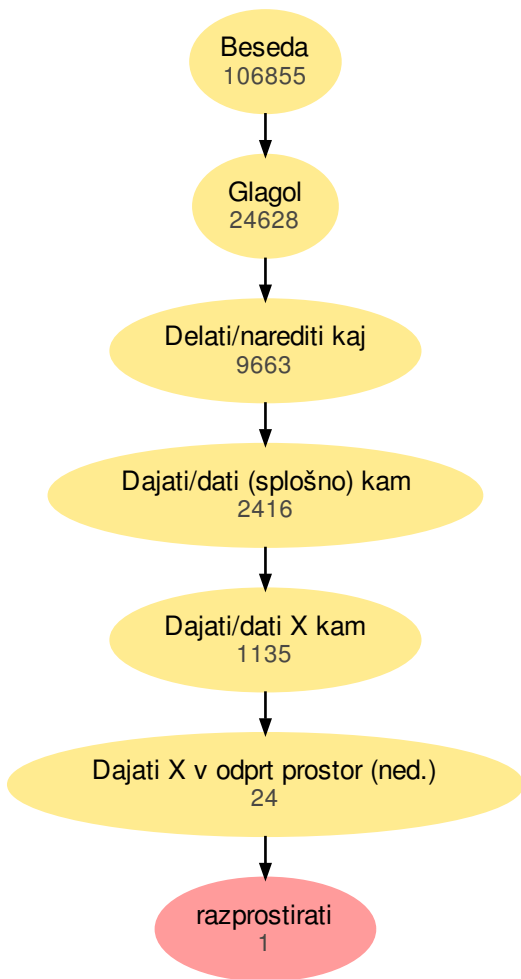 Beseda
106855
Glagol
24628
Delati/narediti kaj
9663
Dajati/dati (splošno) kam
2416
Dajati/dati X kam
1135
Dajati X v odprt prostor (ned.)
24
razprostirati
1